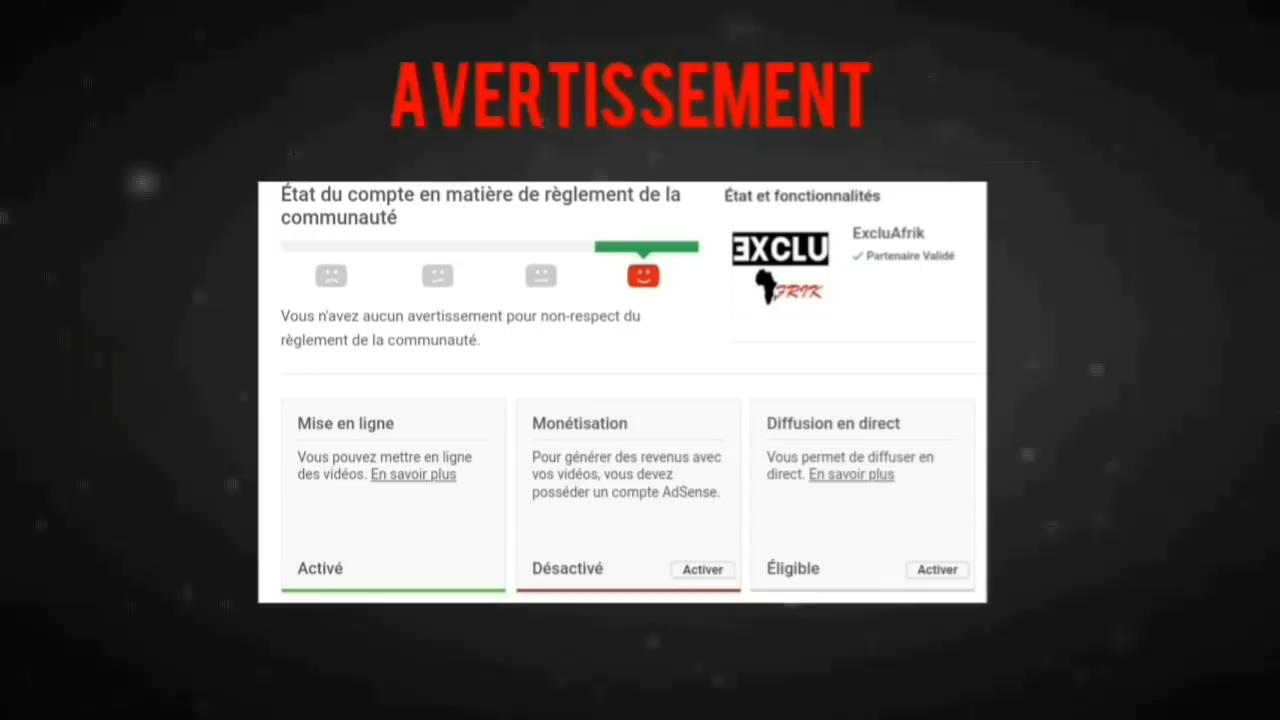 AVERTISSEMENT
État du compte en matière de règlement de la
communauté
Vous n'avez aucun avertissement pour non-respect du
règlement de la communauté.
État et fonctionnalités
EXCLU
FRIK
ExcluAfrik
Partenaire Validé
Mise en ligne
Vous pouvez mettre en ligne
des vidéos. En savoir plus
Activé
Monétisation
Pour générer des revenus avec
vos vidéos, vous devez
posséder un compte AdSense.
Désactivé
Activer
Diffusion en direct
Vous permet de diffuser en
direct. En savoir plus
Éligible
Activer